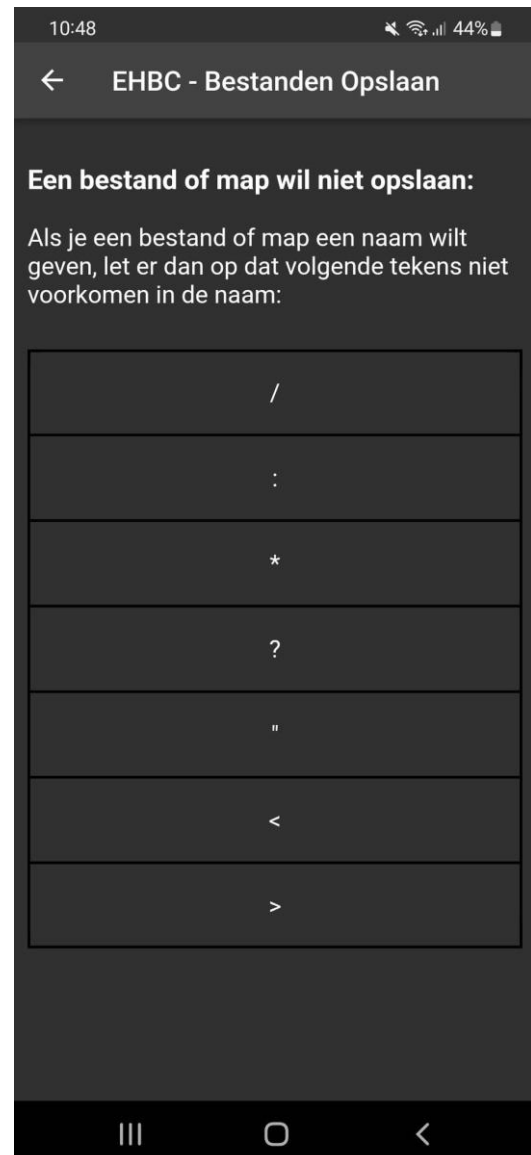 10:48 44%
EHBC - Bestanden Opslaan
Een bestand of map wil niet opslaan:
Als je een bestand of map een naam wilt
geven, let er dan op dat volgende tekens niet
voorkomen in de naam:
/
:
*
?
"
<
>